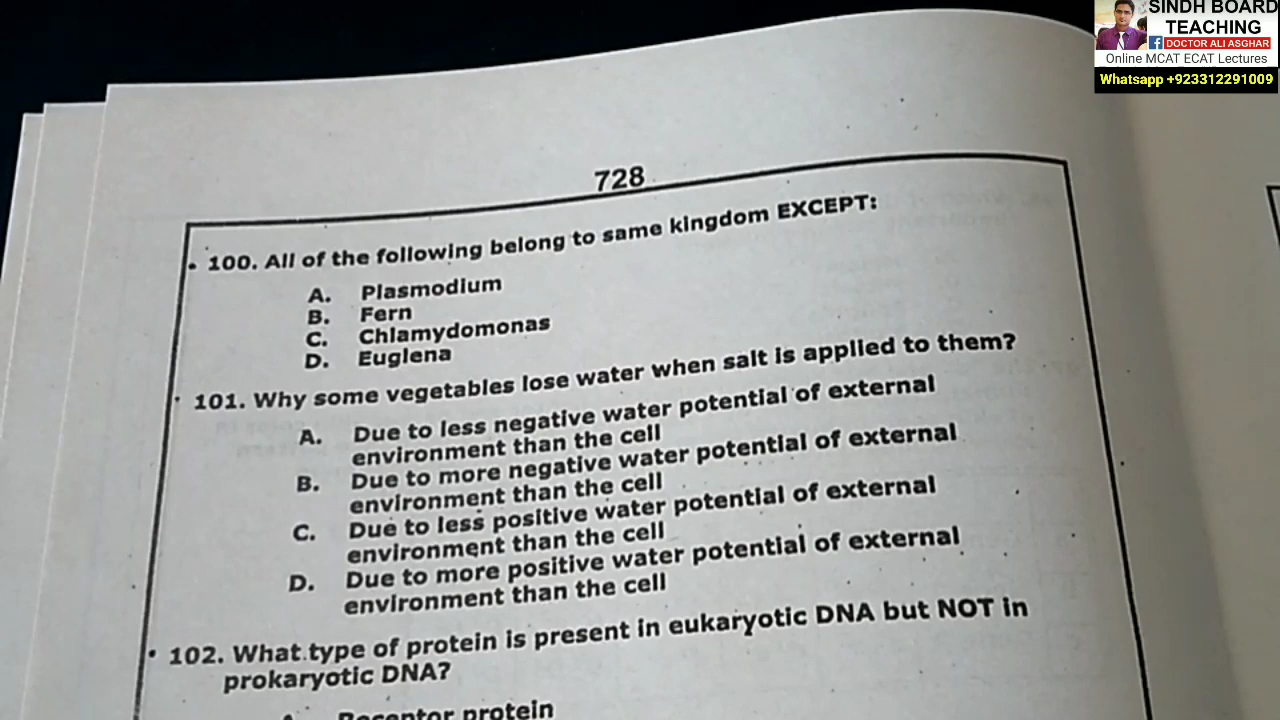 SINDH BOARD
TEACHING
f DOCTOR ALI ASGHAR
Online MCAT ECAT Lectures
Whatsapp +923312291009
728
100. All of the following belong to same kingdom EXCEPT:
A. Plasmodium
B. Fern
C. Chlamydomonas
D. Euglena
101. Why some vegetables lose water when salt is applied to them?
A. Due to less negative water potential of external
environment than the cell
B. Due to more negative water potential of external
environment than the cell
C. Due to less positive water potential of external
environment than the cell
D. Due to more positive water potential of external
environment than the cell
102. What type of protein is present in eukaryotic DNA but NOT in
prokaryotic DNA?
A. Receptor protein